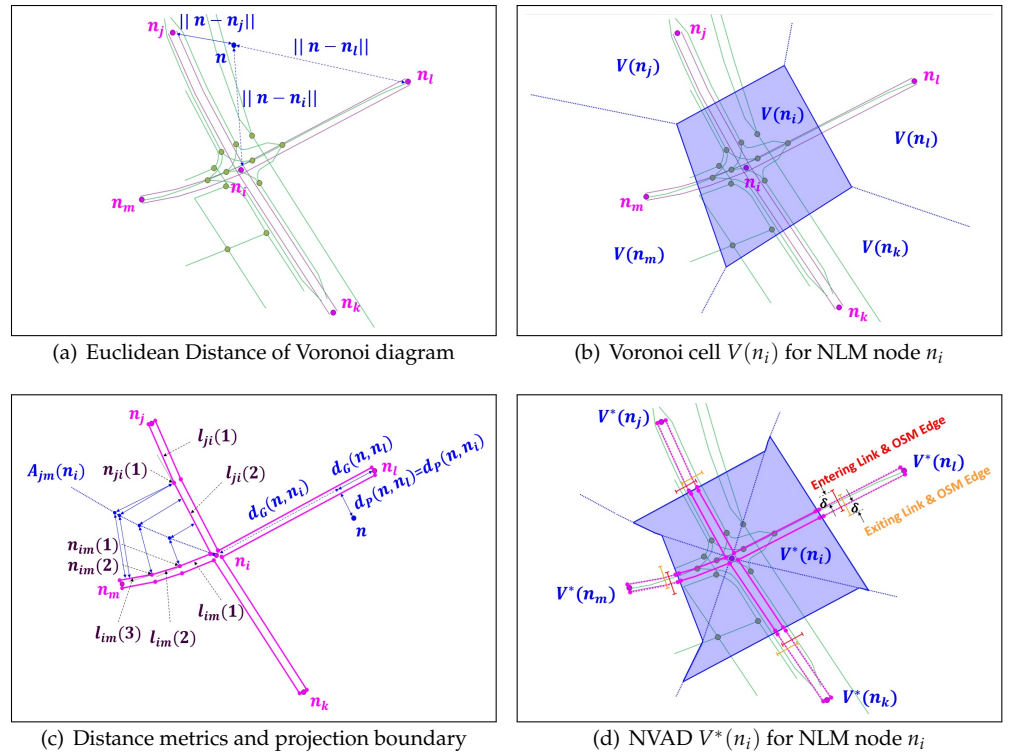 n_j
|| n − n_j ||
n
|| n − n_l ||
n_l
|| n − n_i ||
n_i
n_m
n_k
(a) Euclidean Distance of Voronoi diagram
n_j
V(n_j)
n_l
V(n_i)
V(n_l)
n_i
n_m
V(n_m)
V(n_k)
n_k
(b) Voronoi cell V(n_i) for NLM node n_i
n_j
l_ji(1)
A_jm(n_i)
n_ji(1)
l_ji(2)
d_G(n, n_l)
d_G(n, n_i)
n_l
d_P(n, n_l)=d_P(n, n_i)
n
n_im(1)
n_im(2)
n_i
n_m
l_im(1)
l_im(3)
l_im(2)
n_k
(c) Distance metrics and projection boundary
V*(n_j)
Entering Link & OSM Edge
V*(n_l)
δ
δ
Exiting Link & OSM Edge
V*(n_i)
V*(n_m)
V*(n_k)
(d) NVAD V*(n_i) for NLM node n_i